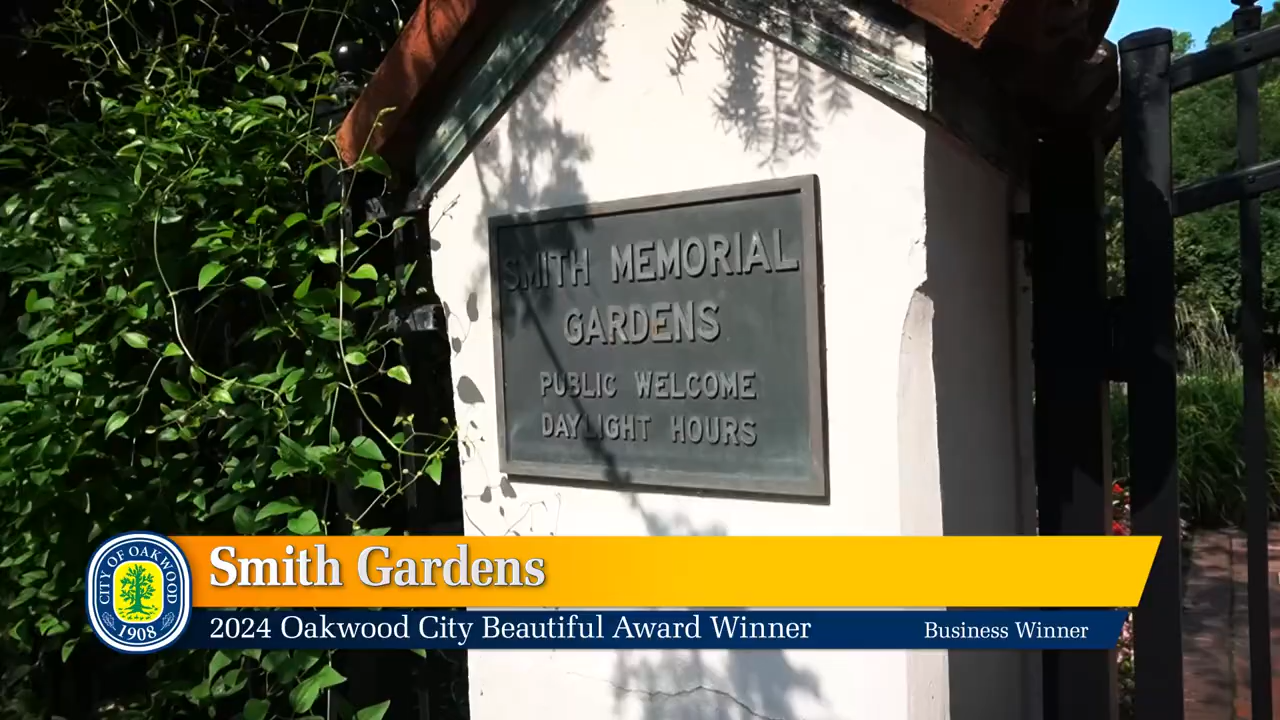 SMITH MEMORIAL
GARDENS
PUBLIC WELCOME
DAYLIGHT HOURS
Smith Gardens
CITY OF OAKWOOD
1908
2024 Oakwood City Beautiful Award Winner
Business Winner